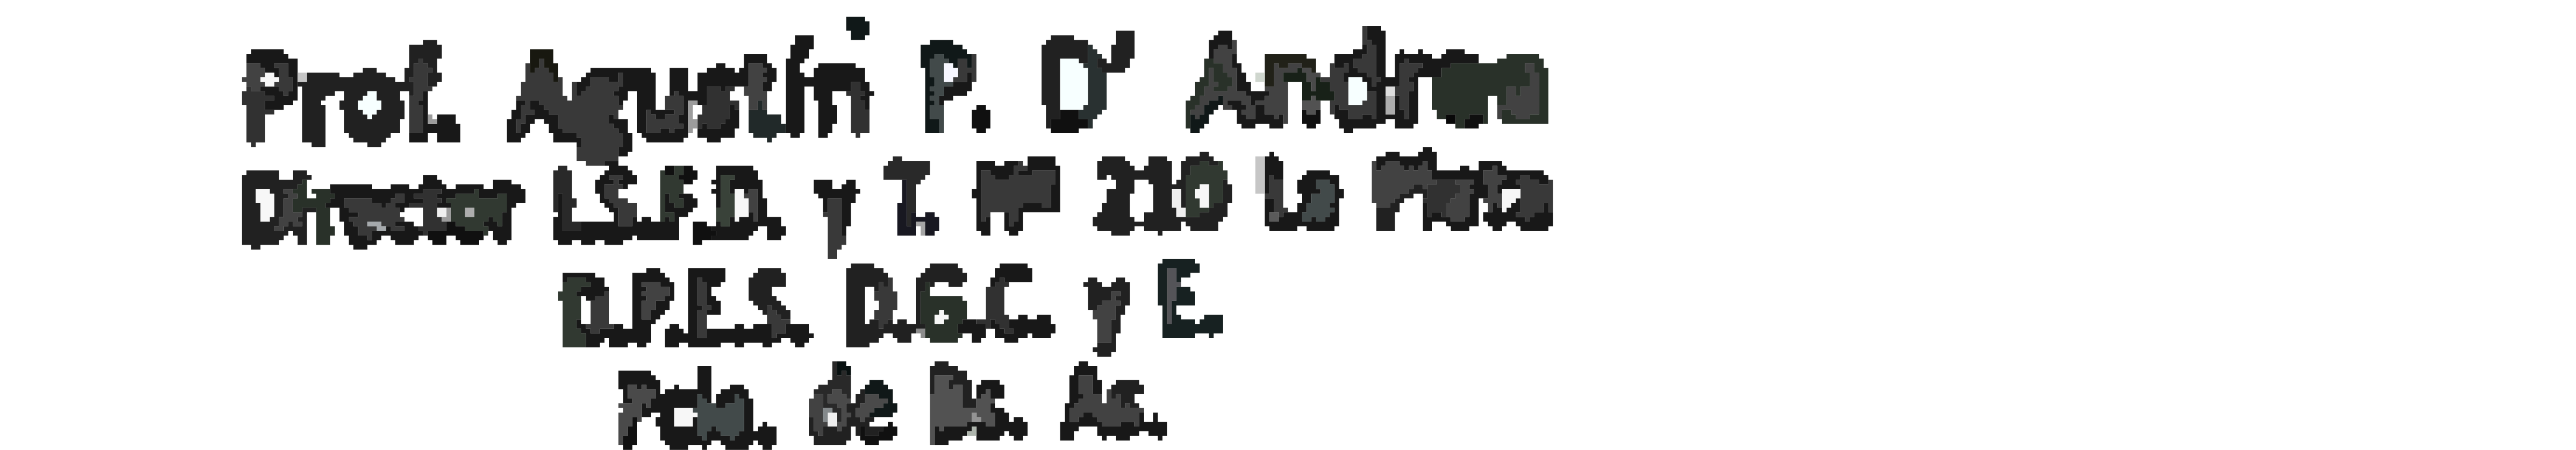 Prof. Agustín P. D' Andrea
Director I.S.F.D. y T. Nº 210 La Plata
D.P.E.S. D.G.C. y E.
Pcia. de Bs. As.